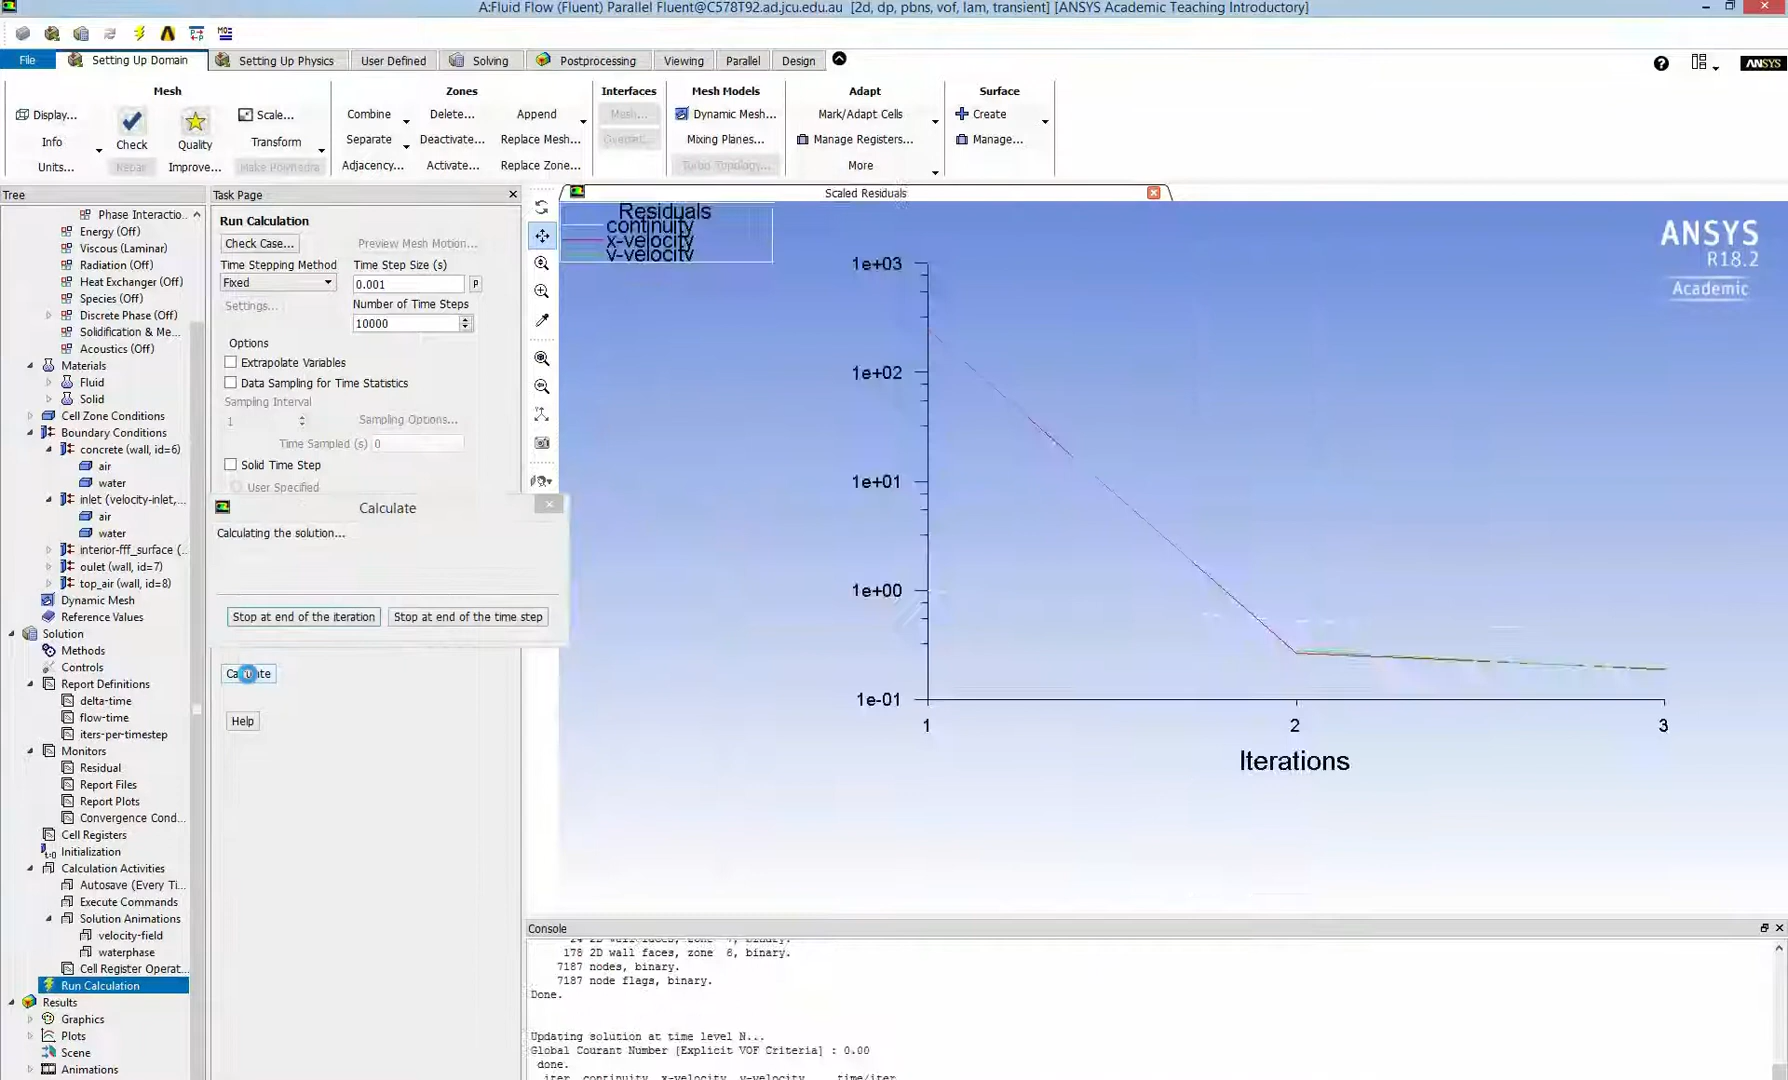 A:Fluid Flow (Fluent) Parallel Fluent@C578T92.ad.jcu.edu.au [2d, dp, pbns, vof, lam, transient] [ANSYS Academic Teaching Introductory]
File
Setting Up Domain
Setting Up Physics
User Defined
Solving
Postprocessing
Viewing
Parallel
Design
ANSYS
Mesh
Zones
Interfaces
Mesh Models
Adapt
Surface
Display...
Scale...
Combine
Delete...
Append
Mesh...
Dynamic Mesh...
Mark/Adapt Cells
Create
Info
Check
Quality
Transform
Separate
Deactivate...
Replace Mesh...
Mixing Planes...
Manage Registers...
Manage...
Units...
Improve...
Make Polyhedra
Adjacency...
Activate...
Replace Zone...
Turbo Topology...
More
Tree
Phase Interactio...
Energy (Off)
Viscous (Laminar)
Radiation (Off)
Heat Exchanger (Off)
Species (Off)
Discrete Phase (Off)
Solidification & Me...
Acoustics (Off)
Materials
Fluid
Solid
Cell Zone Conditions
Boundary Conditions
concrete (wall, id=6)
air
water
inlet (velocity-inlet,...
air
water
interior-fff_surface (...
oulet (wall, id=7)
top_air (wall, id=8)
Dynamic Mesh
Reference Values
Solution
Methods
Controls
Report Definitions
delta-time
flow-time
iters-per-timestep
Monitors
Residual
Report Files
Report Plots
Convergence Cond...
Cell Registers
Initialization
Calculation Activities
Autosave (Every Ti...
Execute Commands
Solution Animations
velocity-field
waterphase
Cell Register Operat...
Run Calculation
Results
Graphics
Plots
Scene
Animations
Task Page
Run Calculation
Check Case...
Preview Mesh Motion...
Time Stepping Method
Time Step Size (s)
Fixed
0.001
P
Settings...
Number of Time Steps
10000
Options
Extrapolate Variables
Data Sampling for Time Statistics
Sampling Interval
1
Sampling Options...
Time Sampled (s) 0
Solid Time Step
User Specified
Calculate
Calculating the solution...
Stop at end of the iteration
Stop at end of the time step
Help
Scaled Residuals
Residuals
continuity
x-velocity
y-velocity
ANSYS
R18.2
Academic
1e+03
1e+02
1e+01
1e+00
1e-01
1
2
3
Iterations
Console
178 2D wall faces, zone 6, binary.
7187 nodes, binary.
7187 node flags, binary.
Done.
Updating solution at time level N...
Global Courant Number [Explicit VOF Criteria] : 0.00
done.
iter continuity x-velocity y-velocity time/iter